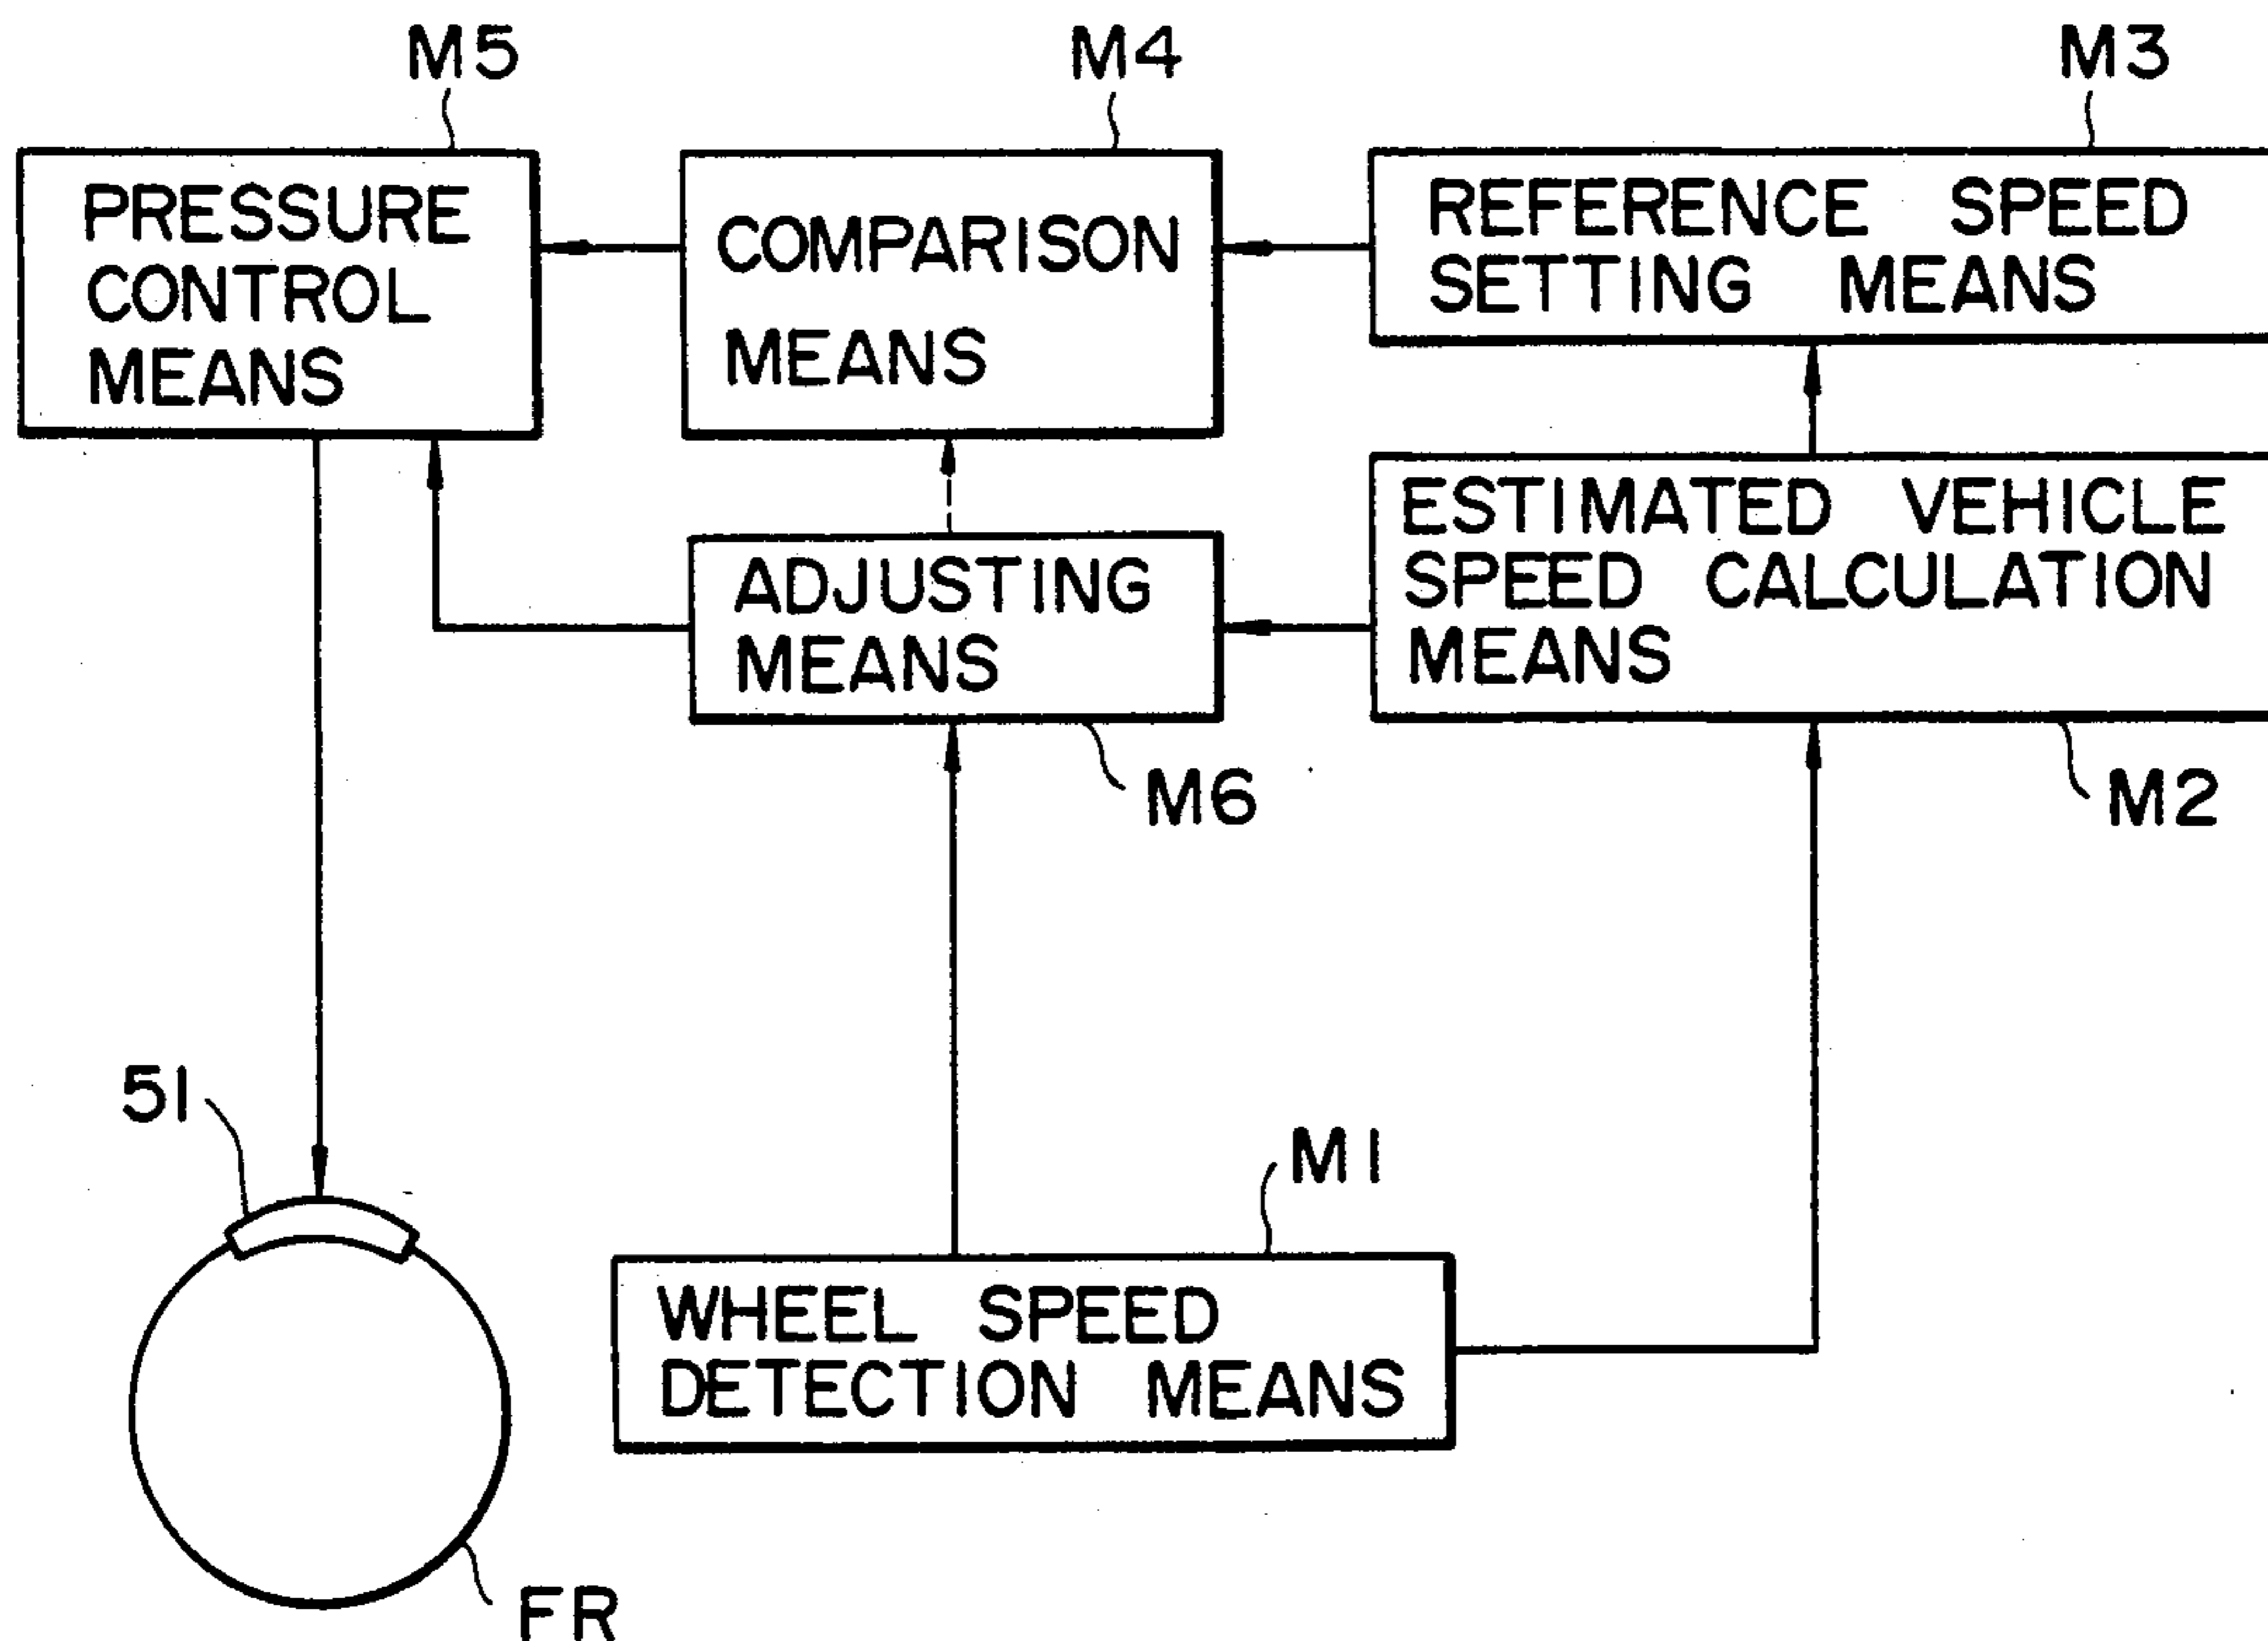 M5
M4
M3
PRESSURE
CONTROL
MEANS
COMPARISON
MEANS
REFERENCE SPEED
SETTING MEANS
ADJUSTING
MEANS
ESTIMATED VEHICLE
SPEED CALCULATION
MEANS
M6
M2
51
M1
WHEEL SPEED
DETECTION MEANS
FR